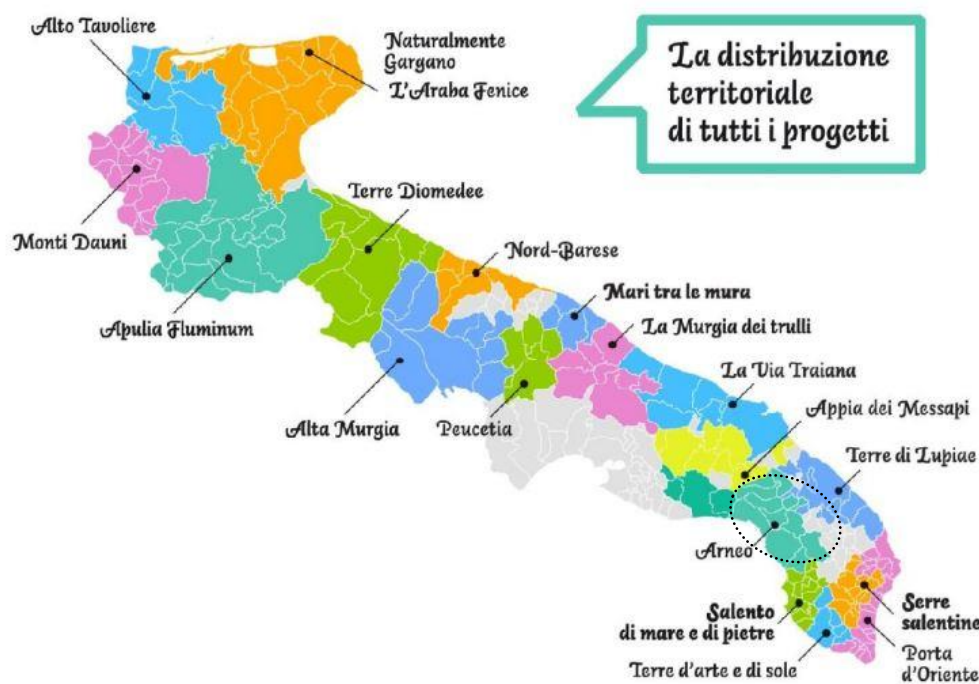 Alto Tavoliere
Naturalmente
Gargano
L'Araba Fenice
La distribuzione
territoriale
di tutti i progetti
Monti Dauni
Terre Diomedee
Nord-Barese
Apulia Fluminum
Mari tra le mura
La Murgia dei trulli
La Via Traiana
Alta Murgia
Peucetia
Appia dei Messapi
Terre di Lupiae
Arneo
Salento
di mare e di pietre
Serre
salentine
Terre d'arte e di sole
Porta
d'Oriente